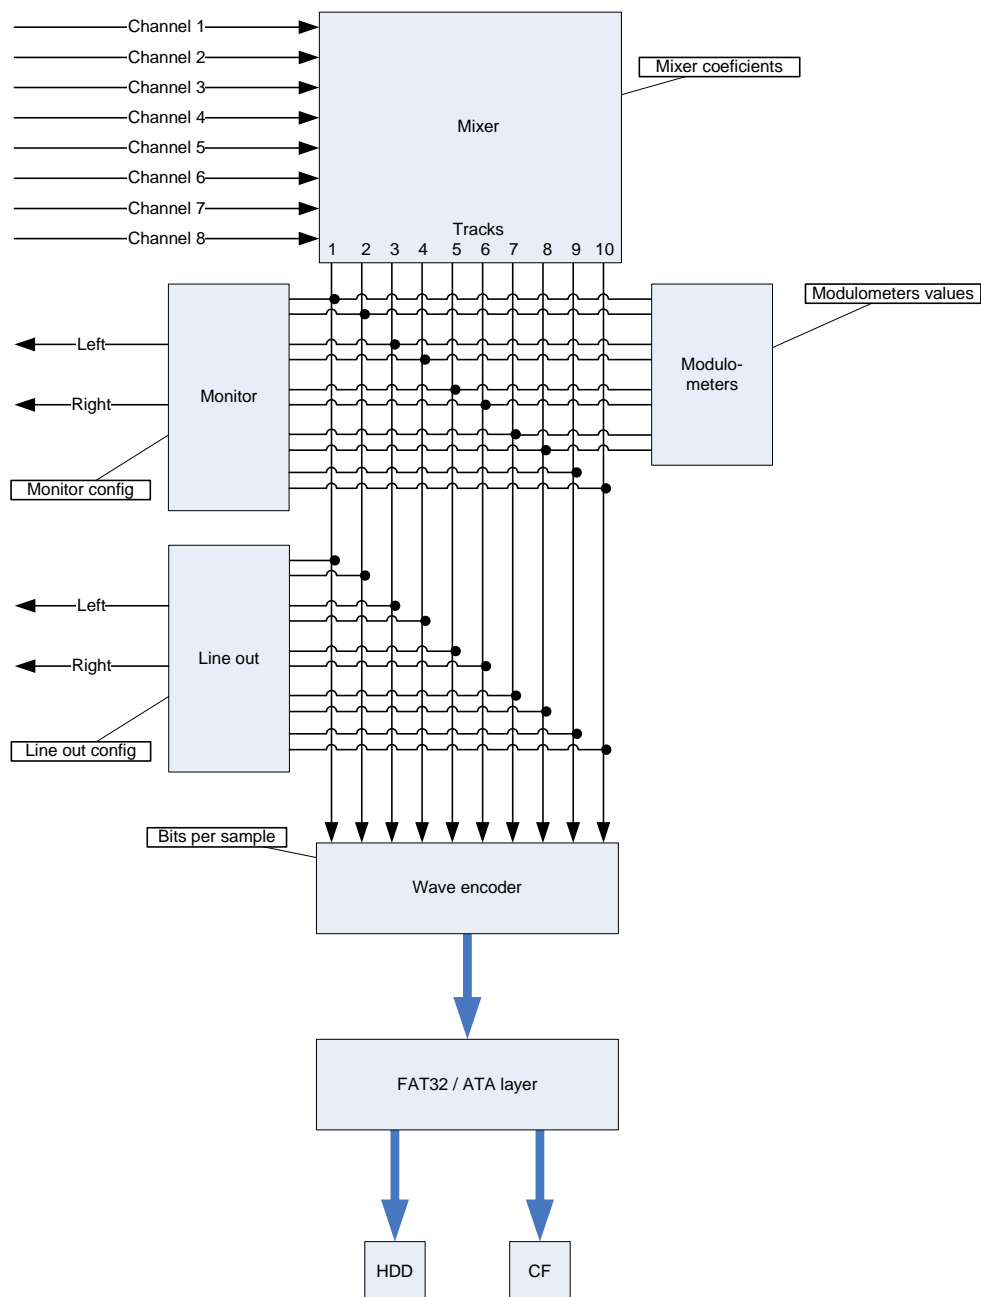 Channel 1
Channel 2
Channel 3
Channel 4
Channel 5
Channel 6
Channel 7
Channel 8
Mixer
Mixer coeficients
Tracks
1 2 3 4 5 6 7 8 9 10
Left
Right
Monitor
Monitor config
Modulo-
meters
Modulometers values
Left
Right
Line out
Line out config
Bits per sample
Wave encoder
FAT32 / ATA layer
HDD
CF